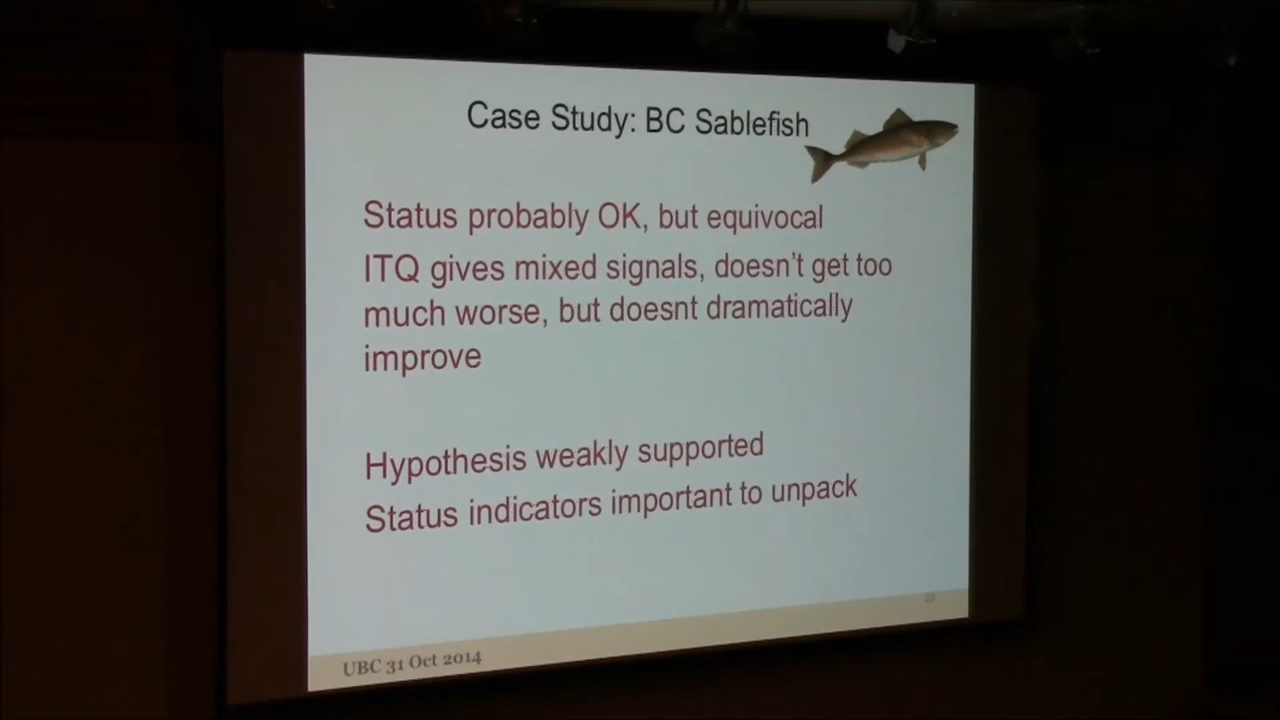 Case Study: BC Sablefish
Status probably OK, but equivocal
ITQ gives mixed signals, doesn't get too
much worse, but doesnt dramatically
improve
Hypothesis weakly supported
Status indicators important to unpack
UBC 31 Oct 2014